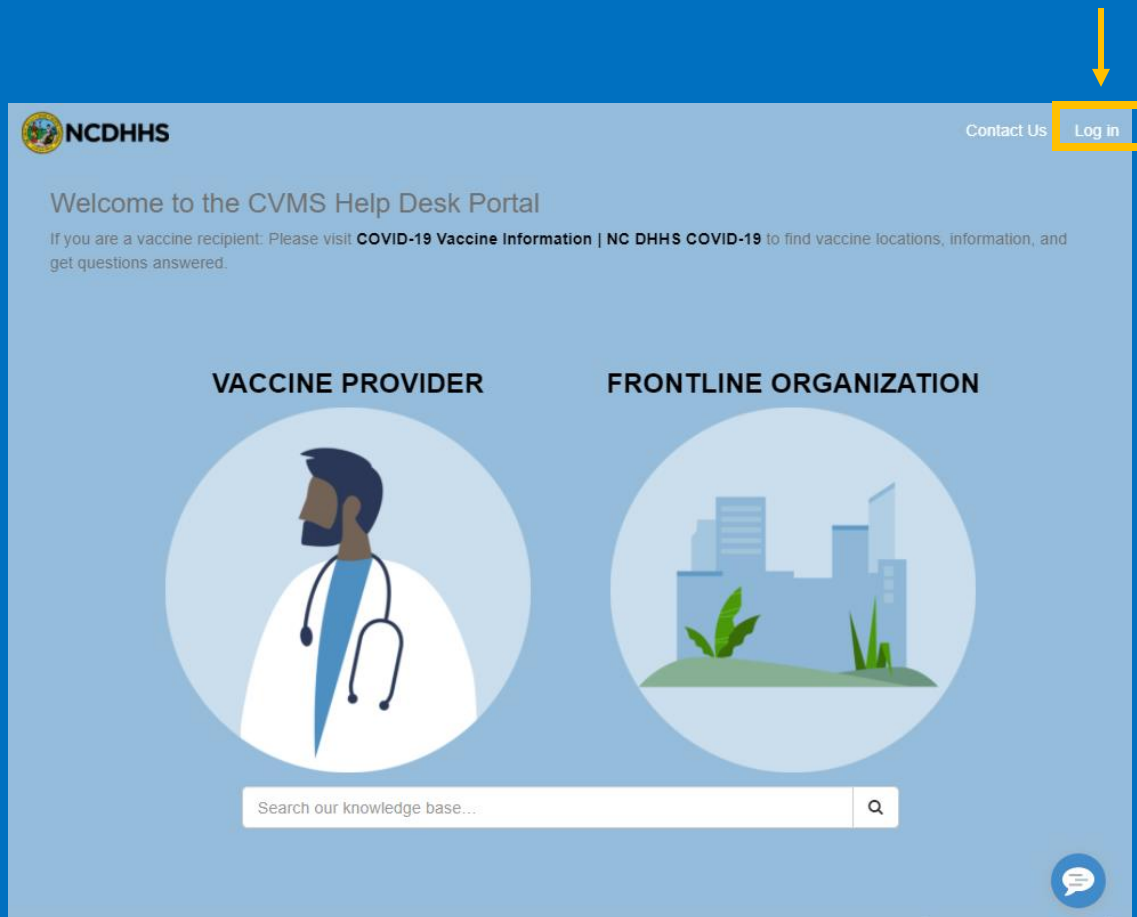 NCDHHS
Contact Us
Log in
Welcome to the CVMS Help Desk Portal
If you are a vaccine recipient: Please visit COVID-19 Vaccine Information | NC DHHS COVID-19 to find vaccine locations, information, and
get questions answered.
VACCINE PROVIDER
FRONTLINE ORGANIZATION
Search our knowledge base...